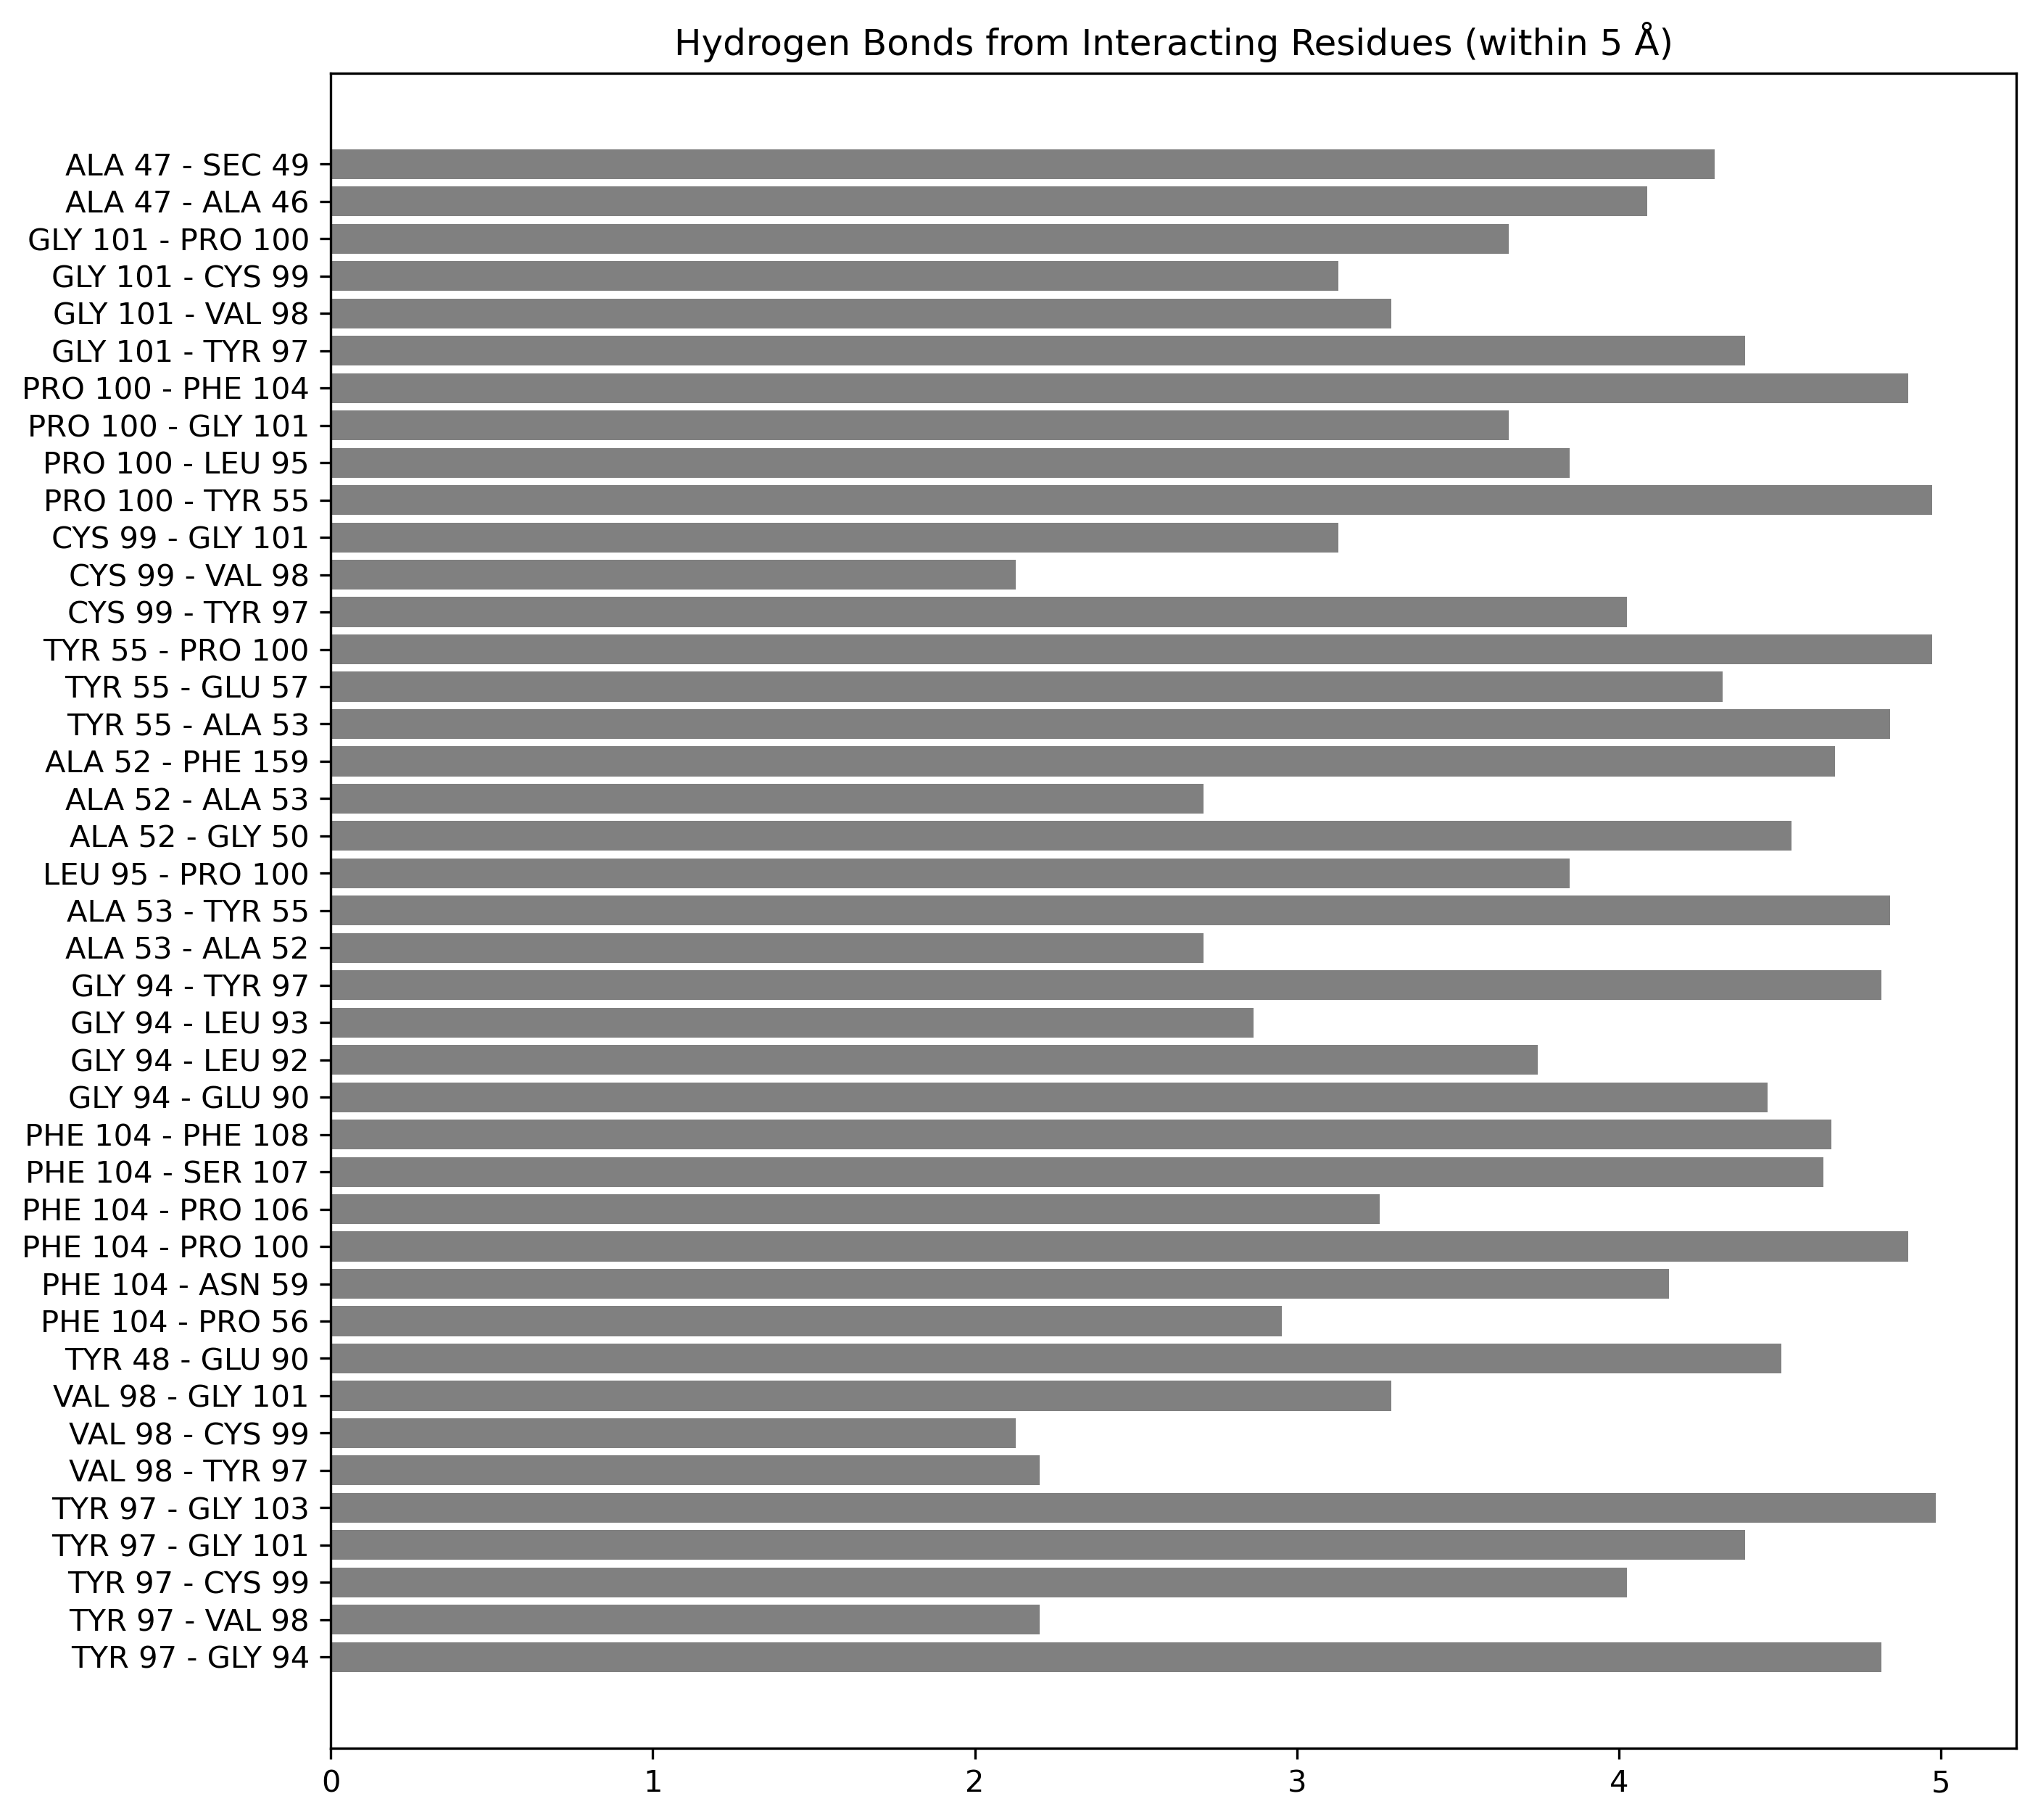 Hydrogen Bonds from Interacting Residues (within 5 Å)
ALA 47 - SEC 49
ALA 47 - ALA 46
GLY 101 - PRO 100
GLY 101 - CYS 99
GLY 101 - VAL 98
GLY 101 - TYR 97
PRO 100 - PHE 104
PRO 100 - GLY 101
PRO 100 - LEU 95
PRO 100 - TYR 55
CYS 99 - GLY 101
CYS 99 - VAL 98
CYS 99 - TYR 97
TYR 55 - PRO 100
TYR 55 - GLU 57
TYR 55 - ALA 53
ALA 52 - PHE 159
ALA 52 - ALA 53
ALA 52 - GLY 50
LEU 95 - PRO 100
ALA 53 - TYR 55
ALA 53 - ALA 52
GLY 94 - TYR 97
GLY 94 - LEU 93
GLY 94 - LEU 92
GLY 94 - GLU 90
PHE 104 - PHE 108
PHE 104 - SER 107
PHE 104 - PRO 106
PHE 104 - PRO 100
PHE 104 - ASN 59
PHE 104 - PRO 56
TYR 48 - GLU 90
VAL 98 - GLY 101
VAL 98 - CYS 99
VAL 98 - TYR 97
TYR 97 - GLY 103
TYR 97 - GLY 101
TYR 97 - CYS 99
TYR 97 - VAL 98
TYR 97 - GLY 94
0 1 2 3 4 5